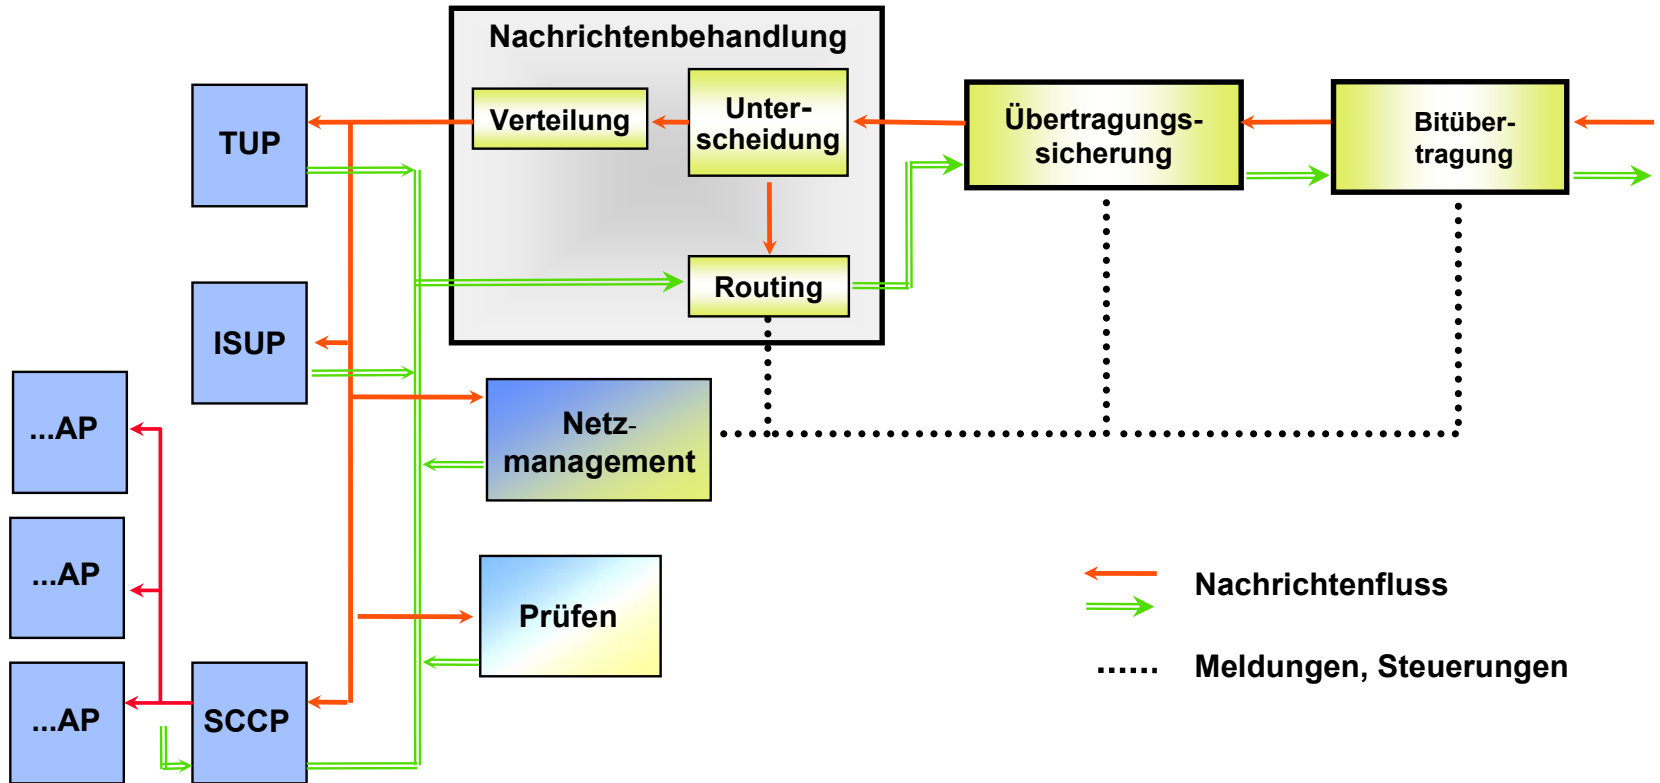 Nachrichtenbehandlung
TUP
Verteilung
Unter-
scheidung
Übertragungs-
sicherung
Bitüber-
tragung
Routing
ISUP
...AP
Netz-
management
...AP
Prüfen
Nachrichtenfluss
...AP
SCCP
Meldungen, Steuerungen